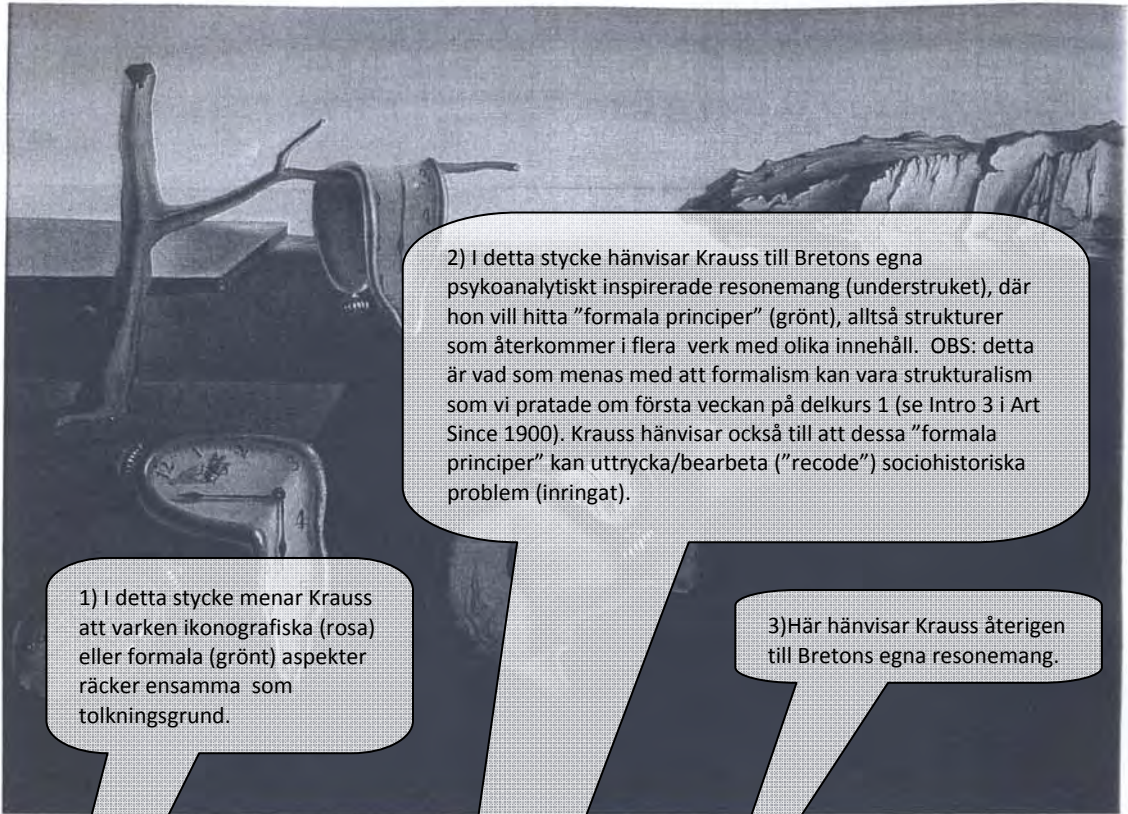 2) I detta stycke hänvisar Krauss till Bretons egna
psykoanalytiskt inspirerade resonemang (understruket), där
hon vill hitta ”formala principer” (grönt), alltså strukturer
som återkommer i flera  verk med olika innehåll.  OBS: detta
är vad som menas med att formalism kan vara strukturalism
som vi pratade om första veckan på delkurs 1 (se Intro 3 i Art
Since 1900). Krauss hänvisar också till att dessa ”formala
principer” kan uttrycka/bearbeta (”recode”) sociohistoriska
problem (inringat).
1) I detta stycke menar Krauss
att varken ikonografiska (rosa)
eller formala (grönt) aspekter
räcker ensamma  som
tolkningsgrund.
3)Här hänvisar Krauss återigen
till Bretons egna resonemang.